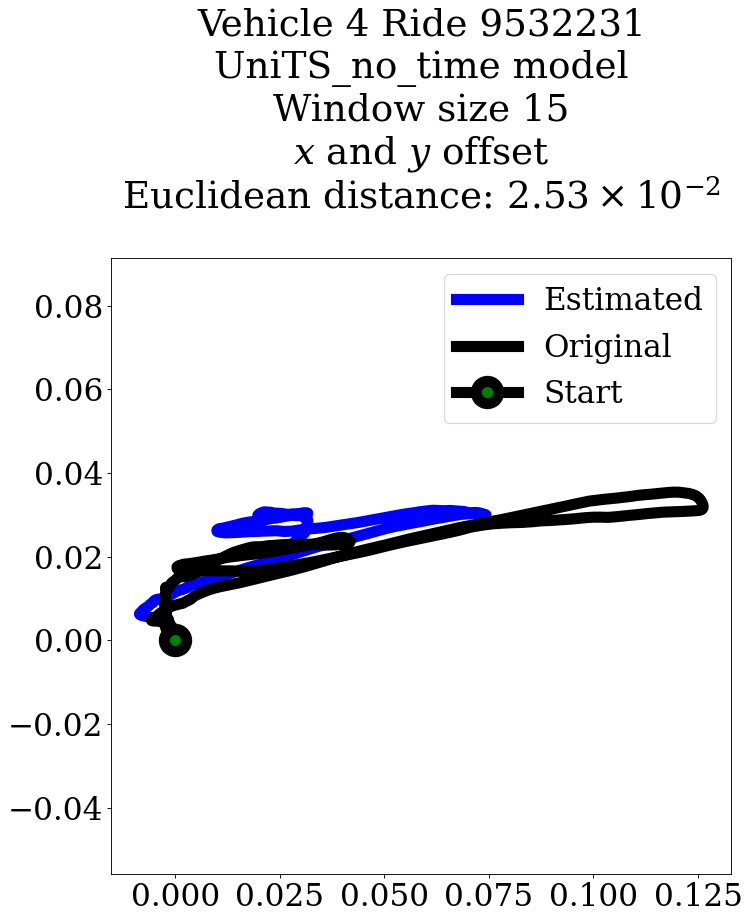 Vehicle 4 Ride 9532231
UniTS_no_time model
Window size 15
x and y offset
Euclidean distance: 2.53 × 10⁻²
Estimated
Original
Start
0.08
0.06
0.04
0.02
0.00
−0.02
−0.04
0.000 0.025 0.050 0.075 0.100 0.125